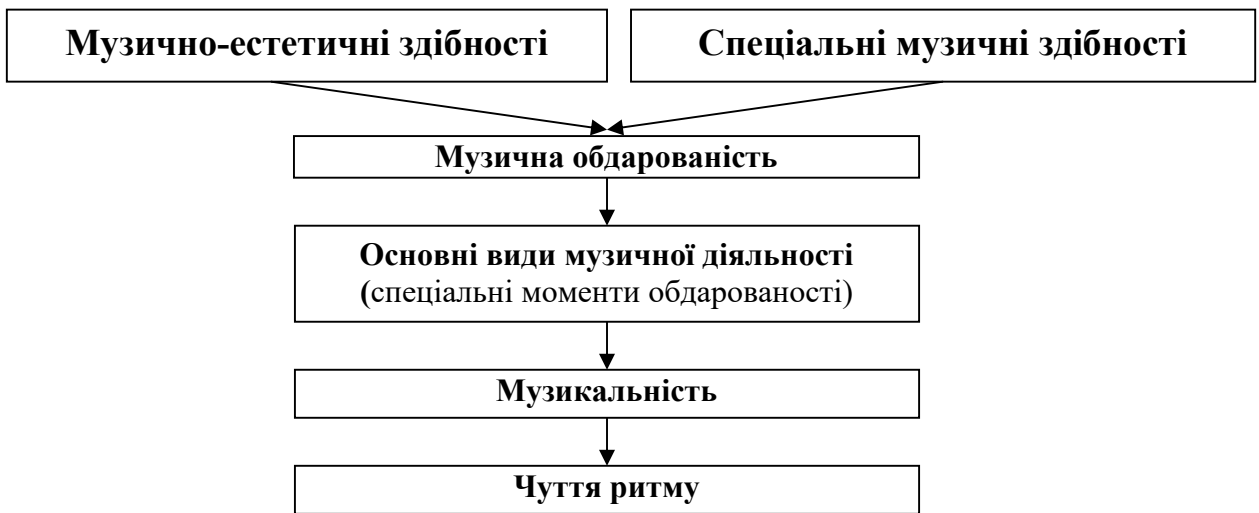 Музично-естетичні здібності
Спеціальні музичні здібності
Музична обдарованість
Основні види музичної діяльності
(спеціальні моменти обдарованості)
Музикальність
Чуття ритму